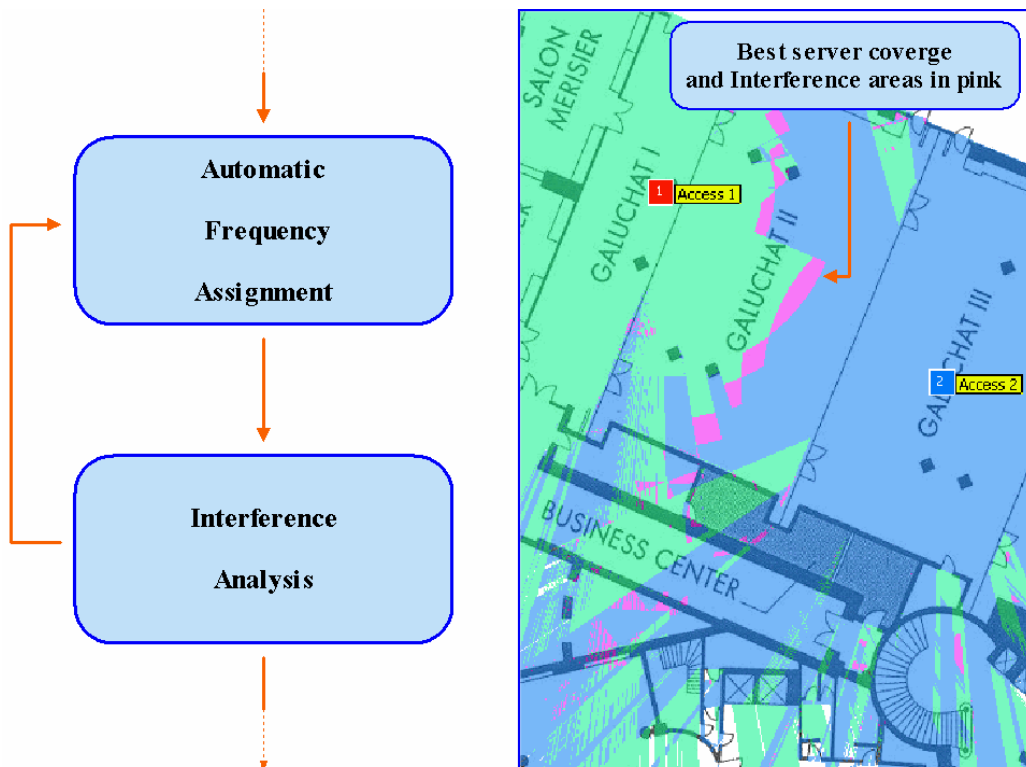 Automatic
Frequency
Assignment
Interference
Analysis
Best server coverge
and Interference areas in pink
SALON
MERISIER
1
Access 1
GALUCHAT I
GALUCHAT II
GALUCHAT III
2
Access 2
BUSINESS CENTER